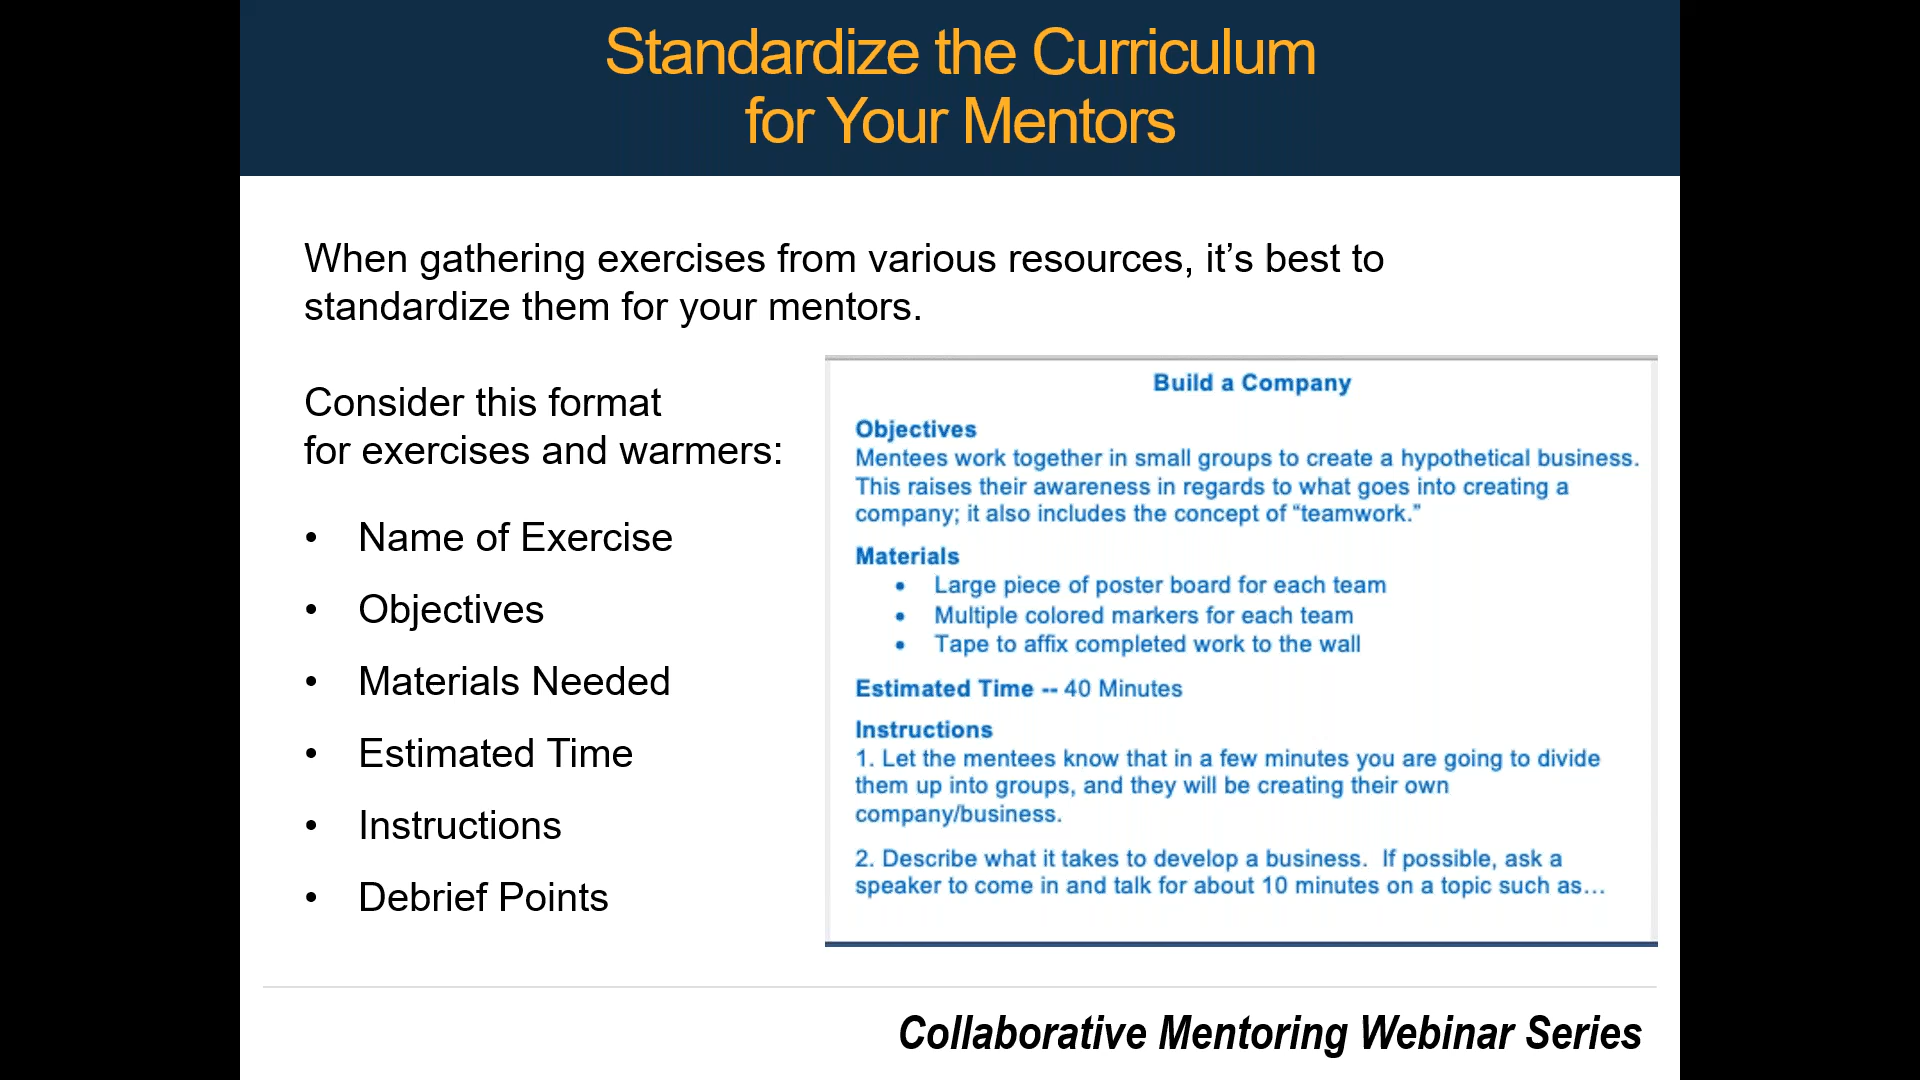 Standardize the Curriculum
for Your Mentors
When gathering exercises from various resources, it’s best to
standardize them for your mentors.
Consider this format
for exercises and warmers:
• Name of Exercise
• Objectives
• Materials Needed
• Estimated Time
• Instructions
• Debrief Points
Build a Company
Objectives
Mentees work together in small groups to create a hypothetical business.
This raises their awareness in regards to what goes into creating a
company; it also includes the concept of “teamwork.”
Materials
• Large piece of poster board for each team
• Multiple colored markers for each team
• Tape to affix completed work to the wall
Estimated Time -- 40 Minutes
Instructions
1. Let the mentees know that in a few minutes you are going to divide
them up into groups, and they will be creating their own
company/business.
2. Describe what it takes to develop a business.  If possible, ask a
speaker to come in and talk for about 10 minutes on a topic such as…
Collaborative Mentoring Webinar Series